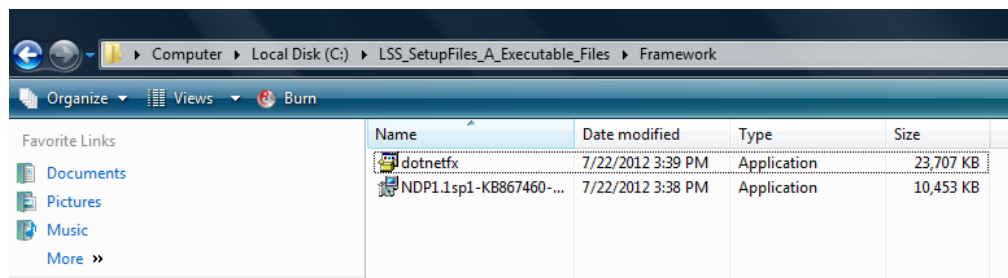 Computer Local Disk (C:) LSS_SetupFiles_A_Executable_Files Framework
Organize Views Burn
Favorite Links
Documents
Pictures
Music
More »
Name Date modified Type Size
dotnetfx 7/22/2012 3:39 PM Application 23,707 KB
NDP1.1sp1-KB867460-... 7/22/2012 3:38 PM Application 10,453 KB